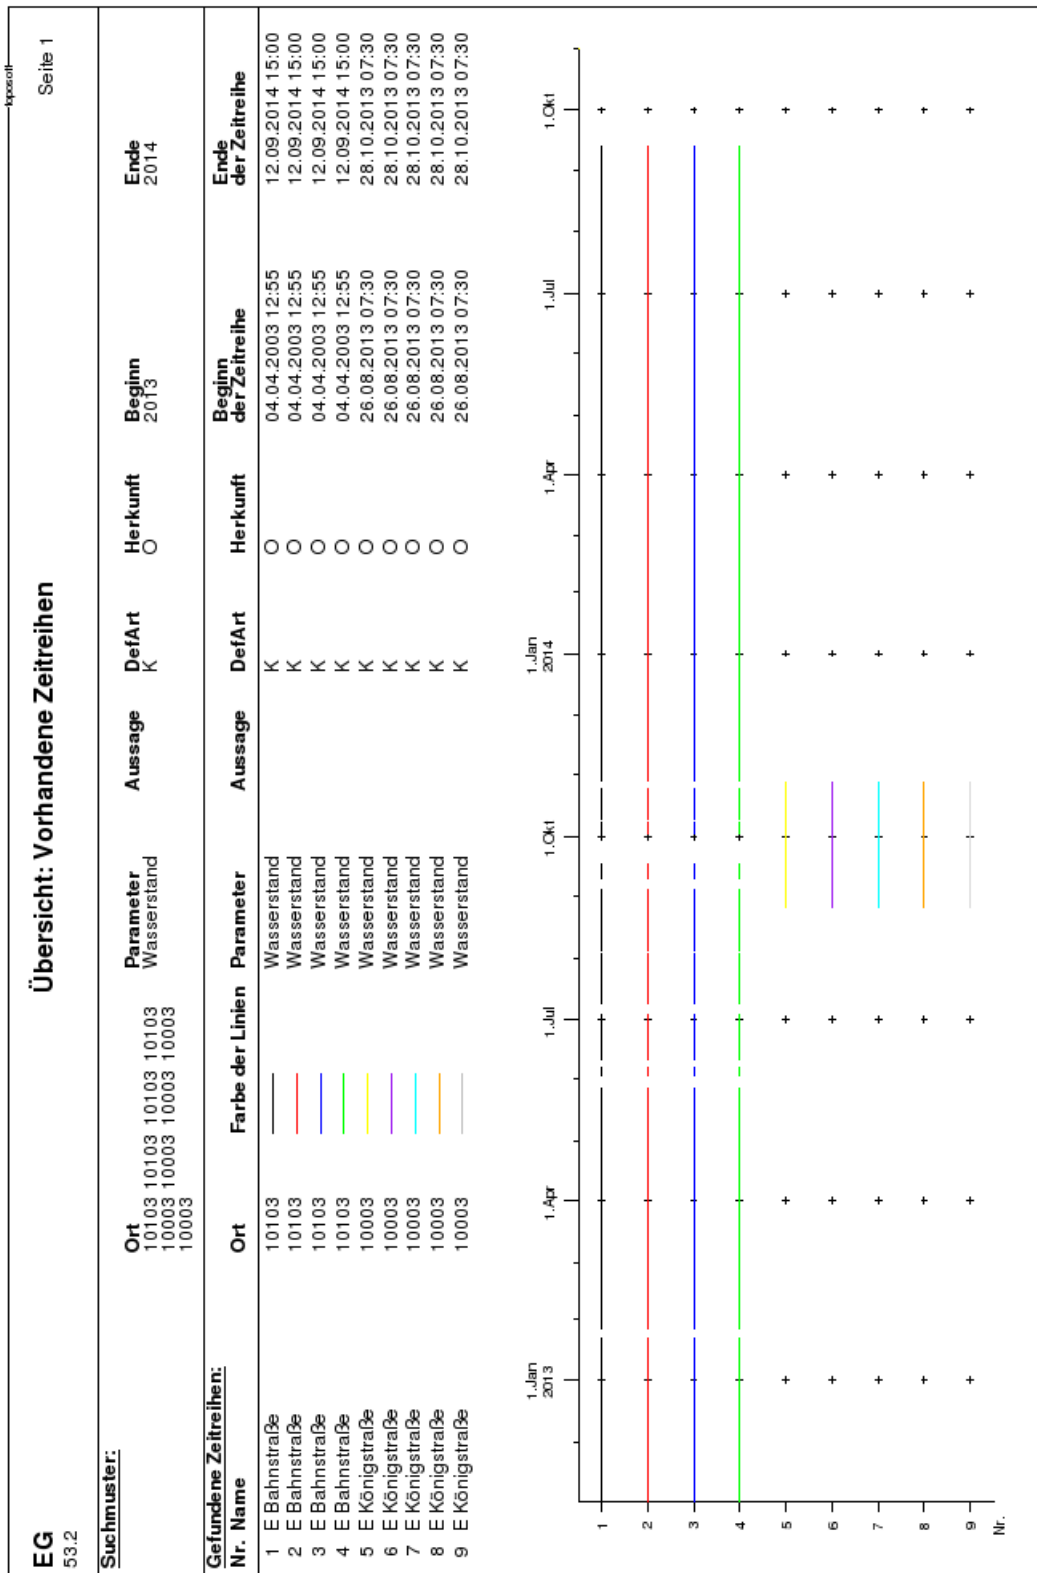 toposoft
EG Übersicht: Vorhandene Zeitreihen Seite 1
53.2
Suchmuster:
Ort Parameter Aussage DefArt Herkunft Beginn Ende
10103 10103 10103 10103 Wasserstand K O 2013 2014
10003 10003 10003 10003
10003
Gefundene Zeitreihen:
Nr. Name Ort Farbe der Linien Parameter Aussage DefArt Herkunft Beginn der Zeitreihe Ende der Zeitreihe
1 E Bahnstraße 10103 Wasserstand K O 04.04.2003 12:55 12.09.2014 15:00
2 E Bahnstraße 10103 Wasserstand K O 04.04.2003 12:55 12.09.2014 15:00
3 E Bahnstraße 10103 Wasserstand K O 04.04.2003 12:55 12.09.2014 15:00
4 E Bahnstraße 10103 Wasserstand K O 04.04.2003 12:55 12.09.2014 15:00
5 E Königstraße 10003 Wasserstand K O 26.08.2013 07:30 28.10.2013 07:30
6 E Königstraße 10003 Wasserstand K O 26.08.2013 07:30 28.10.2013 07:30
7 E Königstraße 10003 Wasserstand K O 26.08.2013 07:30 28.10.2013 07:30
8 E Königstraße 10003 Wasserstand K O 26.08.2013 07:30 28.10.2013 07:30
9 E Königstraße 10003 Wasserstand K O 26.08.2013 07:30 28.10.2013 07:30
1.Jan 1.Apr 1.Jul 1.Okt 1.Jan 1.Apr 1.Jul 1.Okt
2013 2014
1
2
3
4
5
6
7
8
9
Nr.